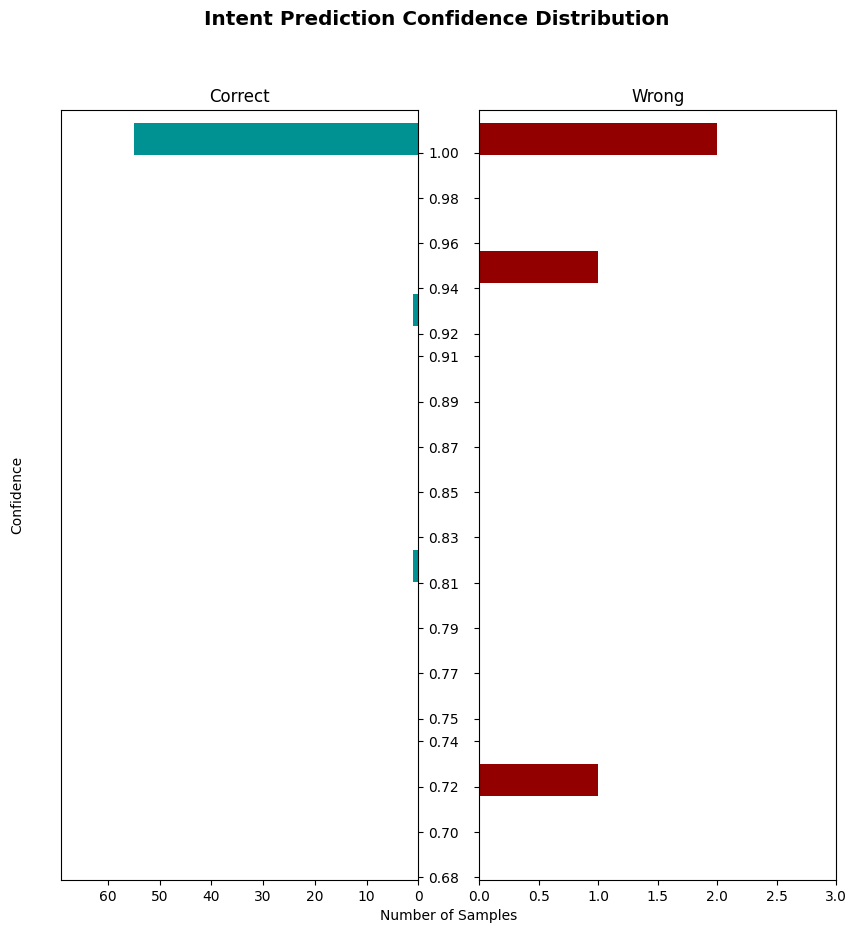 Intent Prediction Confidence Distribution
Correct
Wrong
1.00
0.98
0.96
0.94
0.92
0.91
0.89
0.87
0.85
0.83
0.81
0.79
0.77
0.75
0.74
0.72
0.70
0.68
Confidence
60 50 40 30 20 10 0
0.0 0.5 1.0 1.5 2.0 2.5 3.0
Number of Samples